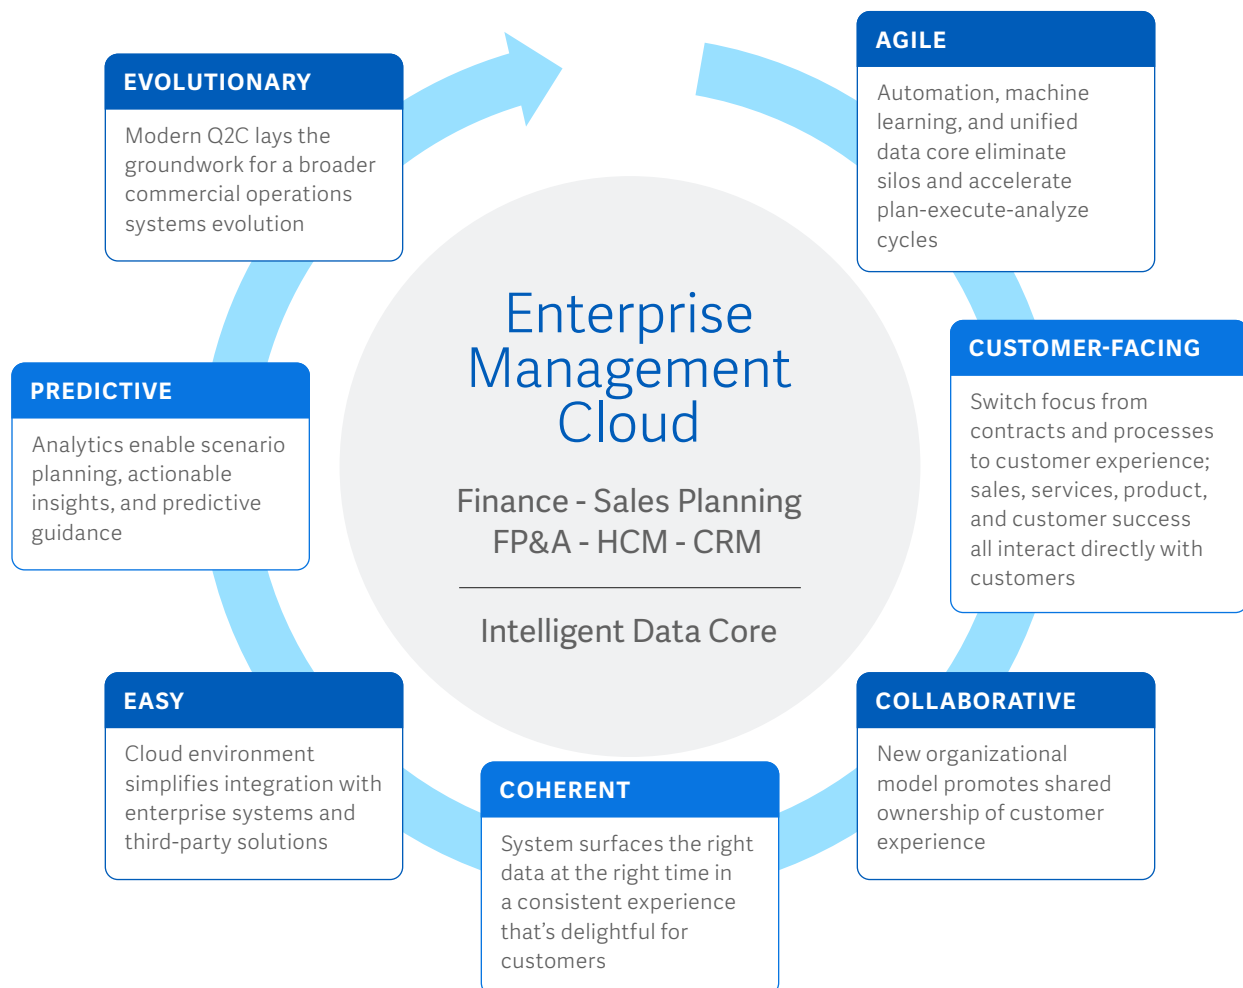 AGILE
Automation, machine
learning, and unified
data core eliminate
silos and accelerate
plan-execute-analyze
cycles
CUSTOMER-FACING
Switch focus from
contracts and processes
to customer experience;
sales, services, product,
and customer success
all interact directly with
customers
COLLABORATIVE
New organizational
model promotes shared
ownership of customer
experience
COHERENT
System surfaces the right
data at the right time in
a consistent experience
that’s delightful for
customers
EASY
Cloud environment
simplifies integration with
enterprise systems and
third-party solutions
PREDICTIVE
Analytics enable scenario
planning, actionable
insights, and predictive
guidance
EVOLUTIONARY
Modern Q2C lays the
groundwork for a broader
commercial operations
systems evolution
Enterprise
Management
Cloud
Finance - Sales Planning
FP&A - HCM - CRM
Intelligent Data Core